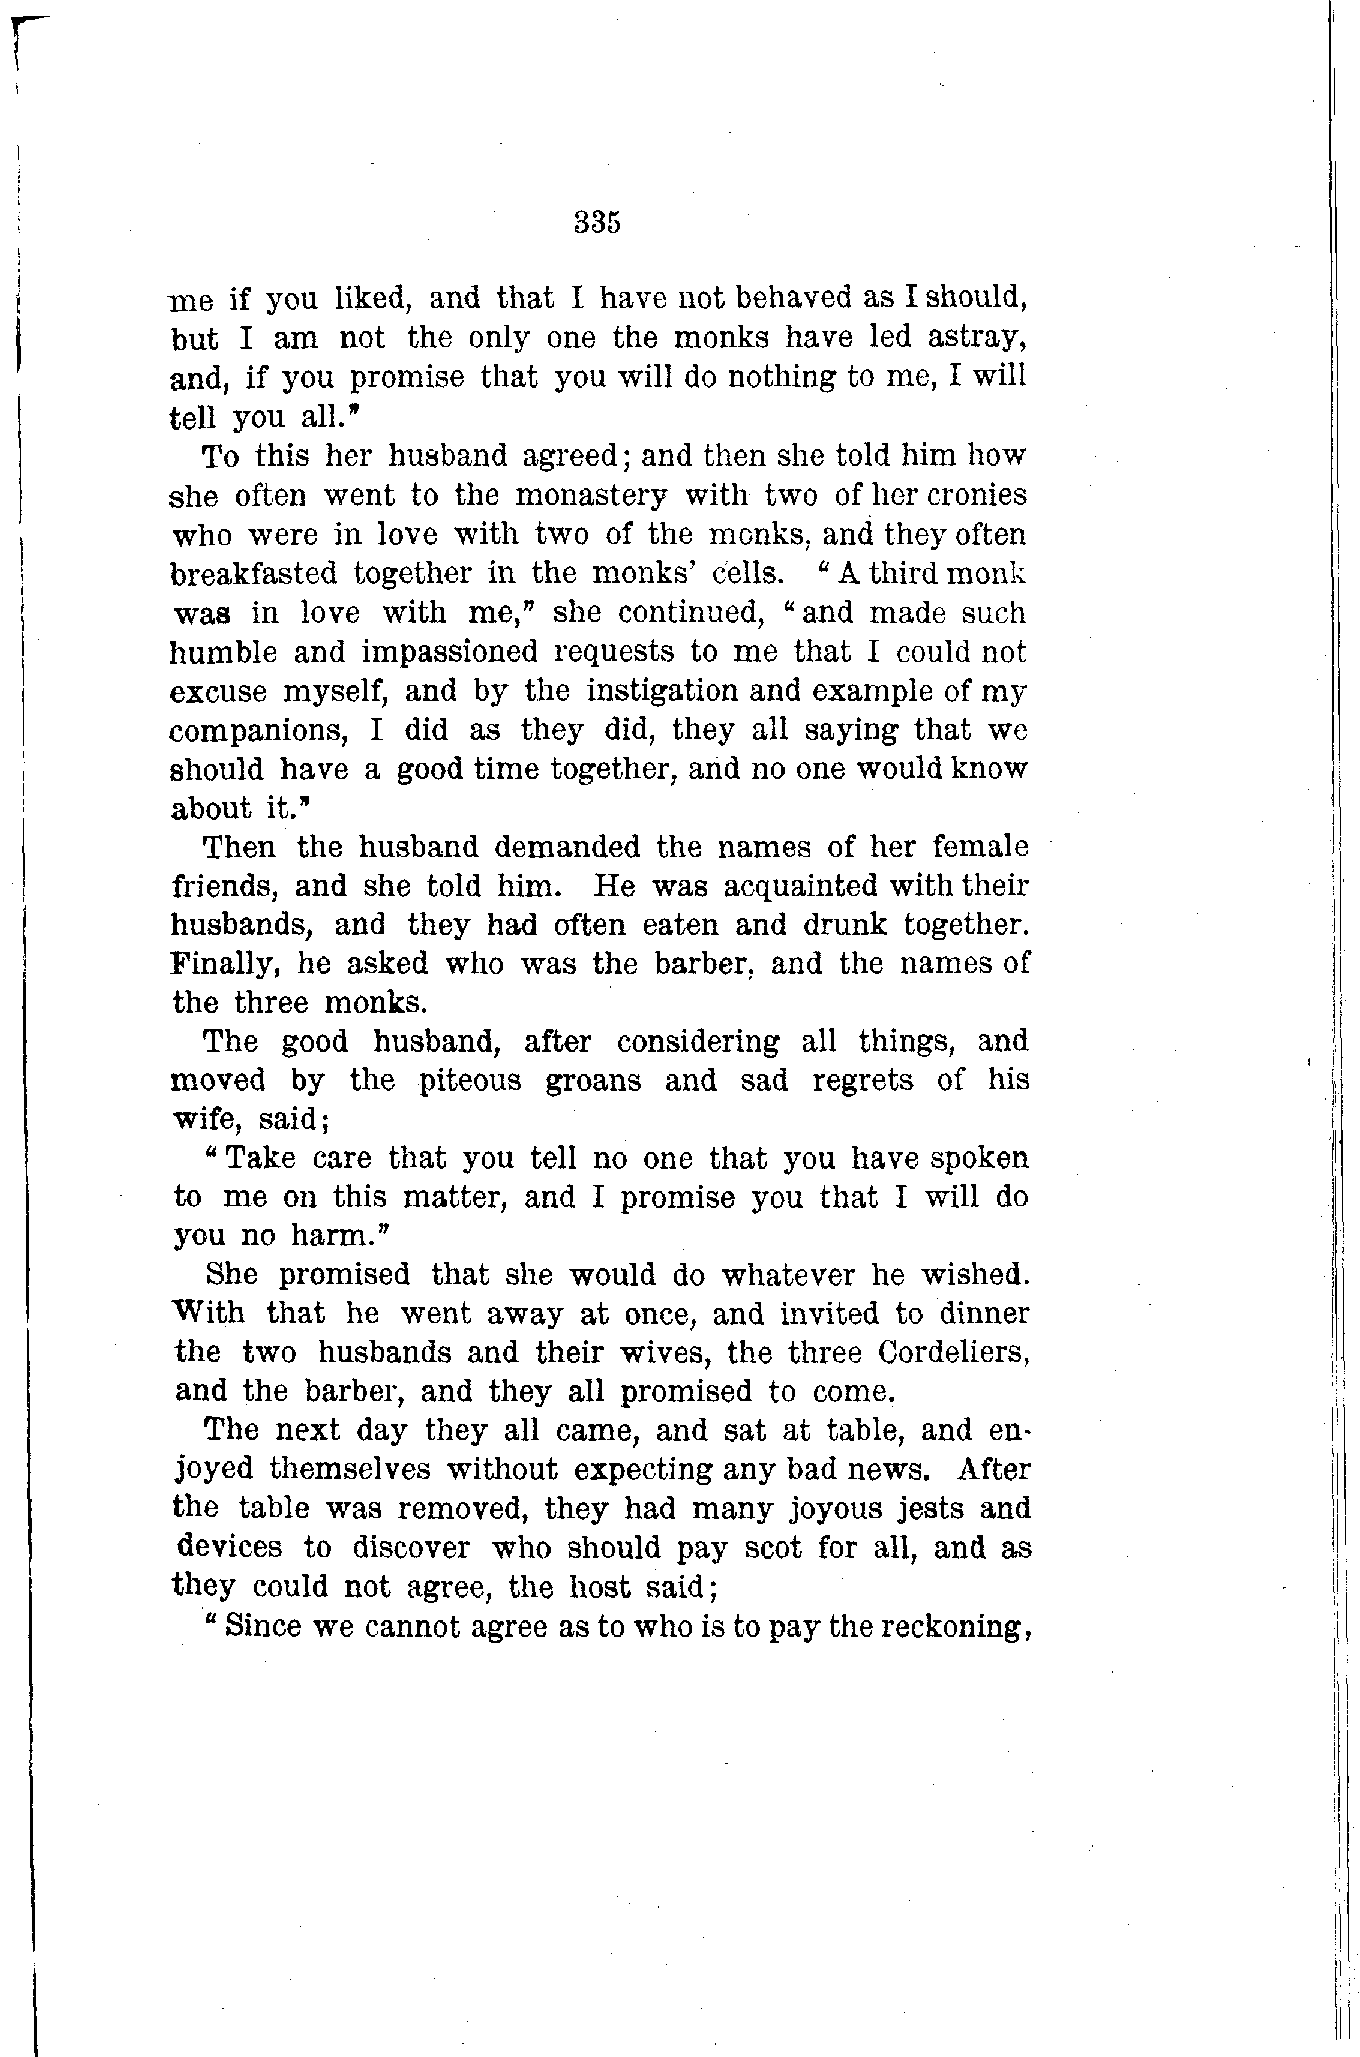 335
me if you liked, and that I have not behaved as I should,
but I am not the only one the monks have led astray,
and, if you promise that you will do nothing to me, I will
tell you all."
To this her husband agreed; and then she told him how
she often went to the monastery with two of her cronies
who were in love with two of the monks, and they often
breakfasted together in the monks' cells. "A third monk
was in love with me," she continued, "and made such
humble and impassioned requests to me that I could not
excuse myself, and by the instigation and example of my
companions, I did as they did, they all saying that we
should have a good time together, and no one would know
about it."
Then the husband demanded the names of her female
friends, and she told him. He was acquainted with their
husbands, and they had often eaten and drunk together.
Finally, he asked who was the barber, and the names of
the three monks.
The good husband, after considering all things, and
moved by the piteous groans and sad regrets of his
wife, said;
"Take care that you tell no one that you have spoken
to me on this matter, and I promise you that I will do
you no harm."
She promised that she would do whatever he wished.
With that he went away at once, and invited to dinner
the two husbands and their wives, the three Cordeliers,
and the barber, and they all promised to come.
The next day they all came, and sat at table, and en-
joyed themselves without expecting any bad news. After
the table was removed, they had many joyous jests and
devices to discover who should pay scot for all, and as
they could not agree, the host said;
"Since we cannot agree as to who is to pay the reckoning,